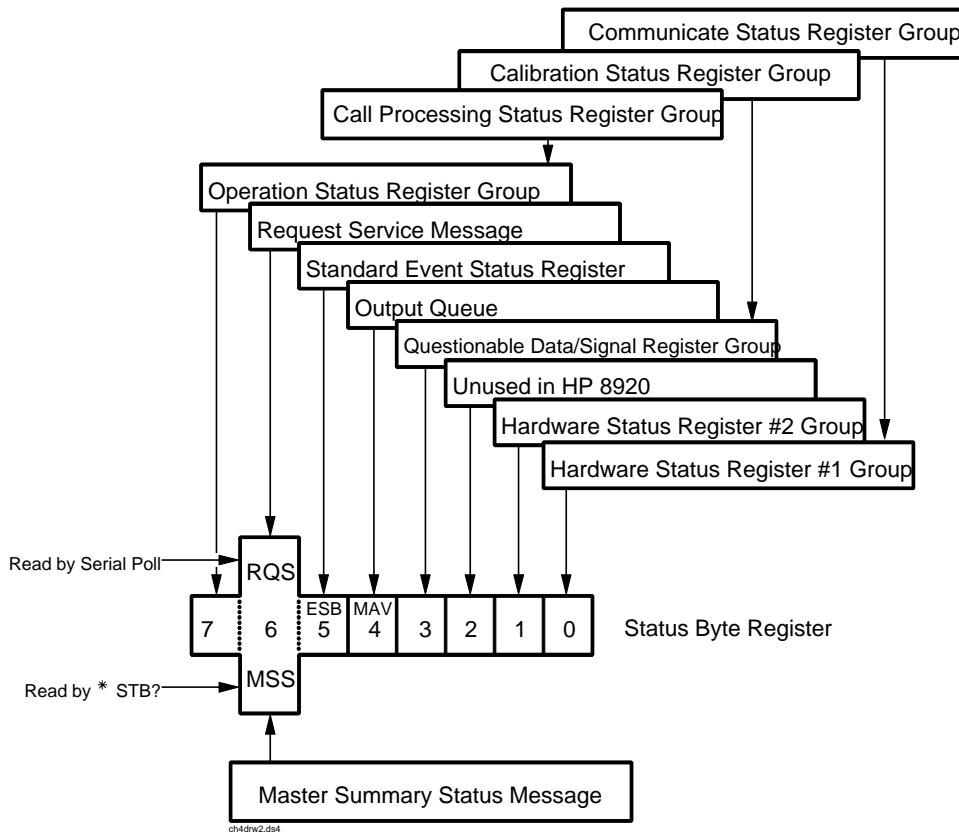 Communicate Status Register Group
Calibration Status Register Group
Call Processing Status Register Group
Operation Status Register Group
Request Service Message
Standard Event Status Register
Output Queue
Questionable Data/Signal Register Group
Unused in HP 8920
Hardware Status Register #2 Group
Hardware Status Register #1 Group
Read by Serial Poll
RQS
ESB MAV
7 6 5 4 3 2 1 0 Status Byte Register
MSS
Read by * STB?
Master Summary Status Message
ch4drw2.ds4